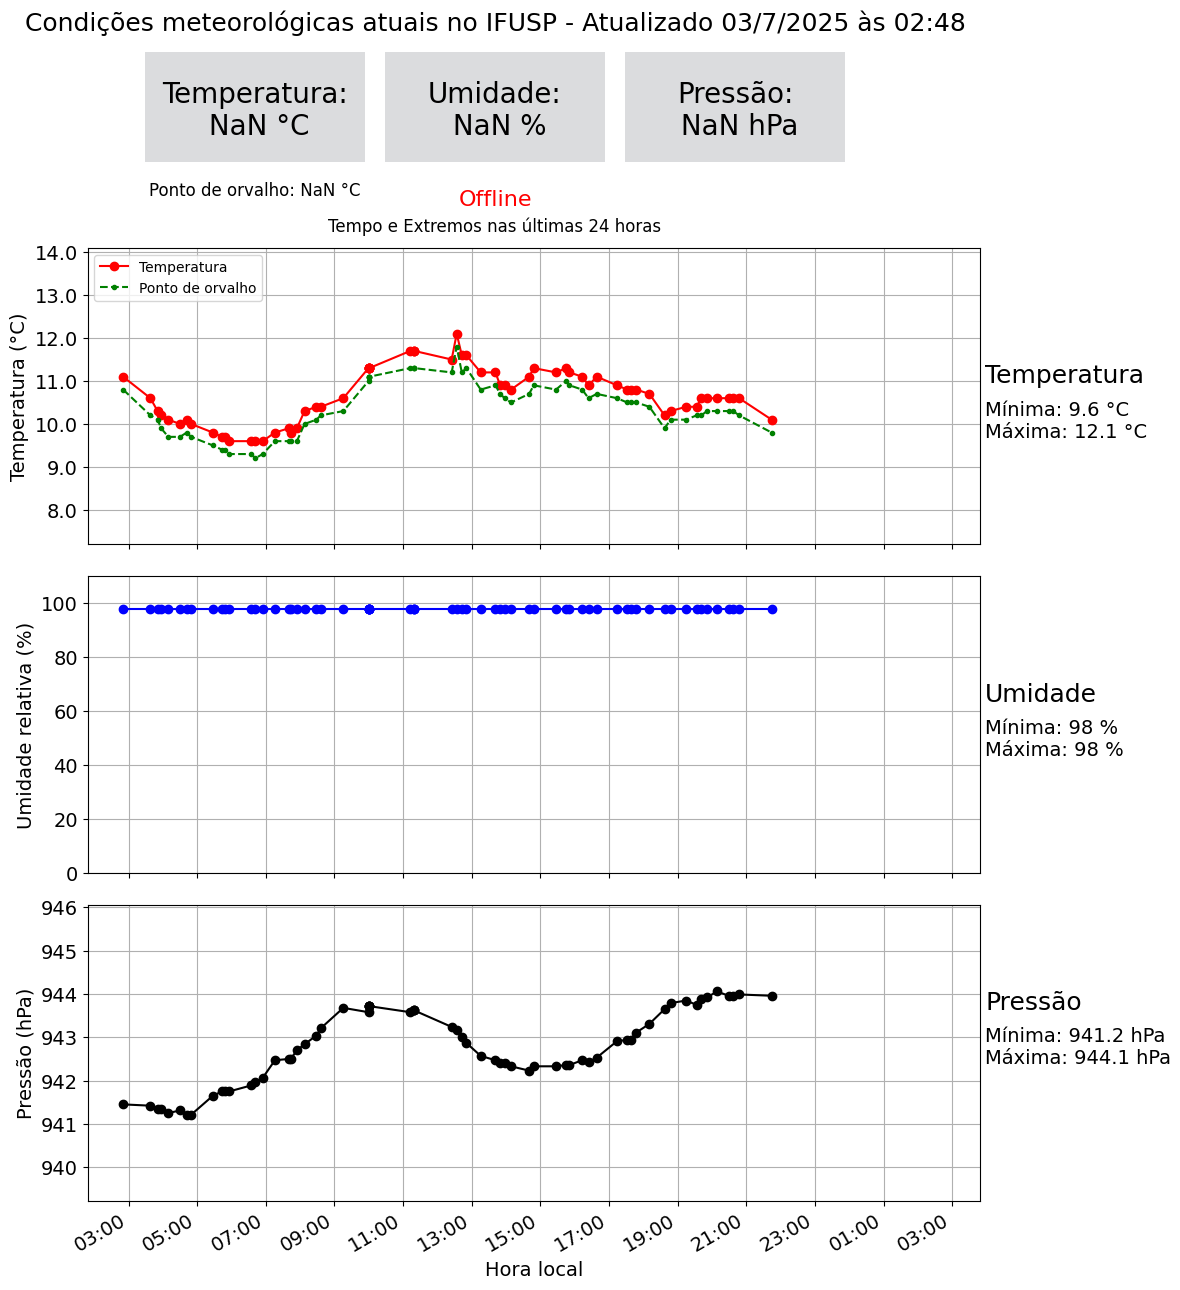 Condições meteorológicas atuais no IFUSP - Atualizado 03/7/2025 às 02:48
Temperatura:
NaN °C
Umidade:
NaN %
Pressão:
NaN hPa
Ponto de orvalho: NaN °C
Offline
Tempo e Extremos nas últimas 24 horas
14.0
13.0
12.0
11.0
10.0
9.0
8.0
Temperatura (°C)
Temperatura
Ponto de orvalho
Temperatura
Mínima: 9.6 °C
Máxima: 12.1 °C
100
80
60
40
20
0
Umidade relativa (%)
Umidade
Mínima: 98 %
Máxima: 98 %
946
945
944
943
942
941
940
Pressão (hPa)
Pressão
Mínima: 941.2 hPa
Máxima: 944.1 hPa
03:00
05:00
07:00
09:00
11:00
13:00
15:00
17:00
19:00
21:00
23:00
01:00
03:00
Hora local